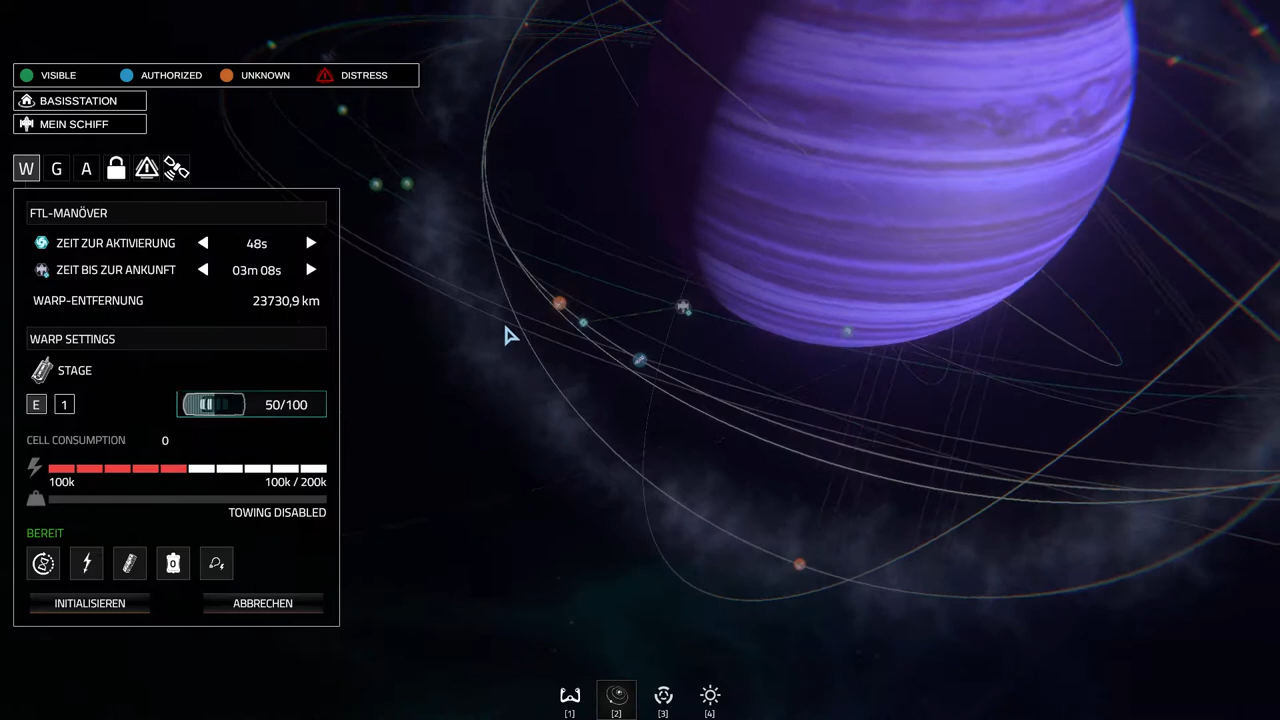 VISIBLE AUTHORIZED UNKNOWN DISTRESS
BASISSTATION
MEIN SCHIFF
W G A
FTL-MANÖVER
ZEIT ZUR AKTIVIERUNG 48s
ZEIT BIS ZUR ANKUNFT 03m 08s
WARP-ENTFERNUNG 23730,9 km
WARP SETTINGS
STAGE
E 1 50/100
CELL CONSUMPTION 0
100k 100k / 200k
TOWING DISABLED
BEREIT
0
INITIALISIEREN ABBRECHEN
[1] [2] [3] [4]